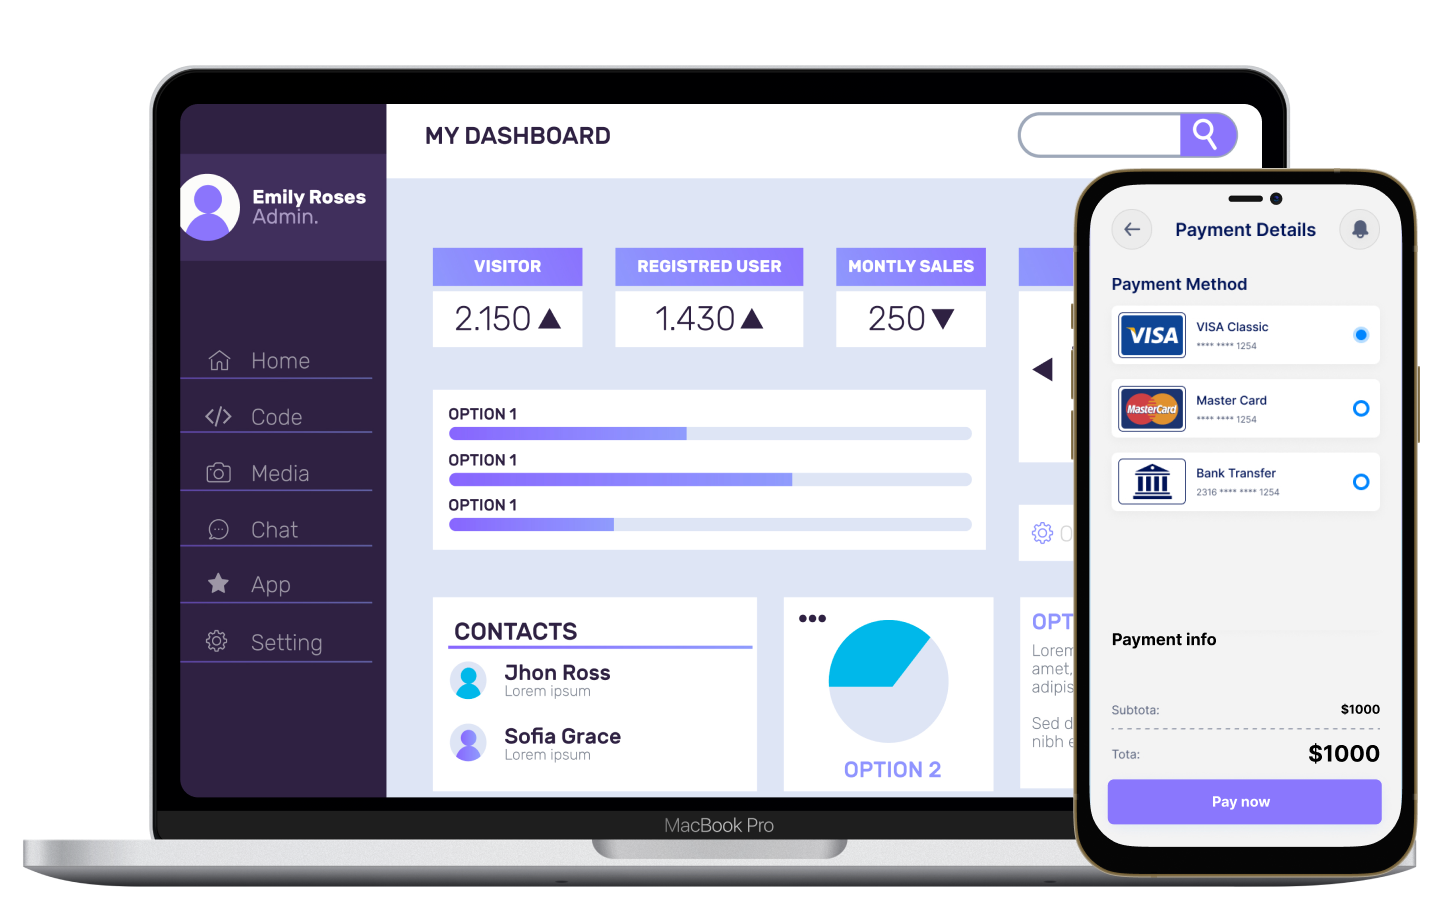 MY DASHBOARD
Emily Roses
Admin.
Home
Code
Media
Chat
App
Setting
VISITOR
2.150
REGISTRED USER
1.430
MONTLY SALES
250
OPTION 1
OPTION 1
OPTION 1
CONTACTS
Jhon Ross
Lorem ipsum
Sofia Grace
Lorem ipsum
OPTION 2
OPT
Lorem
amet,
adipis
Sed d
nibh e
MacBook Pro
Payment Details
Payment Method
VISA
VISA Classic
**** **** 1254
MasterCard
Master Card
**** **** 1254
Bank Transfer
2316 **** **** 1254
Payment info
Subtota:
$1000
Tota:
$1000
Pay now